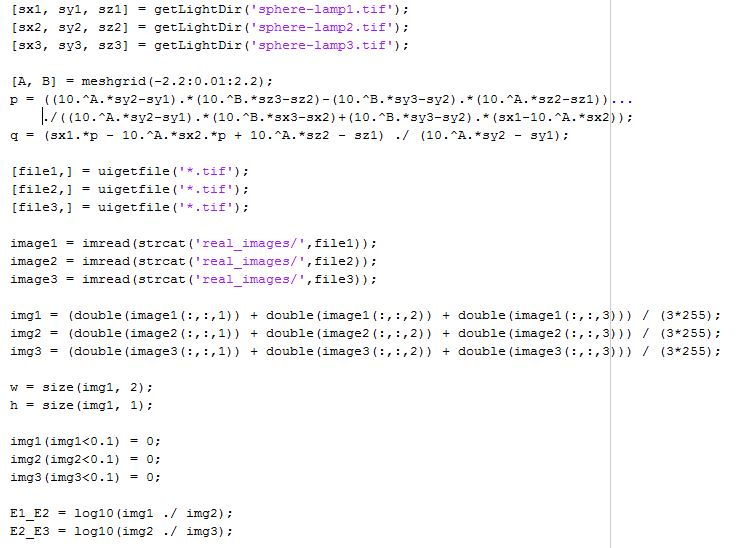 [sx1, sy1, sz1] = getLightDir('sphere-lamp1.tif');
[sx2, sy2, sz2] = getLightDir('sphere-lamp2.tif');
[sx3, sy3, sz3] = getLightDir('sphere-lamp3.tif');
[A, B] = meshgrid(-2.2:0.01:2.2);
p = ((10.^A.*sy2-sy1).*(10.^B.*sz3-sz2)-(10.^B.*sy3-sy2).*(10.^A.*sz2-sz1))...
./((10.^A.*sy2-sy1).*(10.^B.*sx3-sx2)+(10.^B.*sy3-sy2).*(sx1-10.^A.*sx2));
q = (sx1.*p - 10.^A.*sx2.*p + 10.^A.*sz2 - sz1) ./ (10.^A.*sy2 - sy1);
[file1,] = uigetfile('*.tif');
[file2,] = uigetfile('*.tif');
[file3,] = uigetfile('*.tif');
image1 = imread(strcat('real_images/',file1));
image2 = imread(strcat('real_images/',file2));
image3 = imread(strcat('real_images/',file3));
img1 = (double(image1(:,:,1)) + double(image1(:,:,2)) + double(image1(:,:,3))) / (3*255);
img2 = (double(image2(:,:,1)) + double(image2(:,:,2)) + double(image2(:,:,3))) / (3*255);
img3 = (double(image3(:,:,1)) + double(image3(:,:,2)) + double(image3(:,:,3))) / (3*255);
w = size(img1, 2);
h = size(img1, 1);
img1(img1<0.1) = 0;
img2(img2<0.1) = 0;
img3(img3<0.1) = 0;
E1_E2 = log10(img1 ./ img2);
E2_E3 = log10(img2 ./ img3);